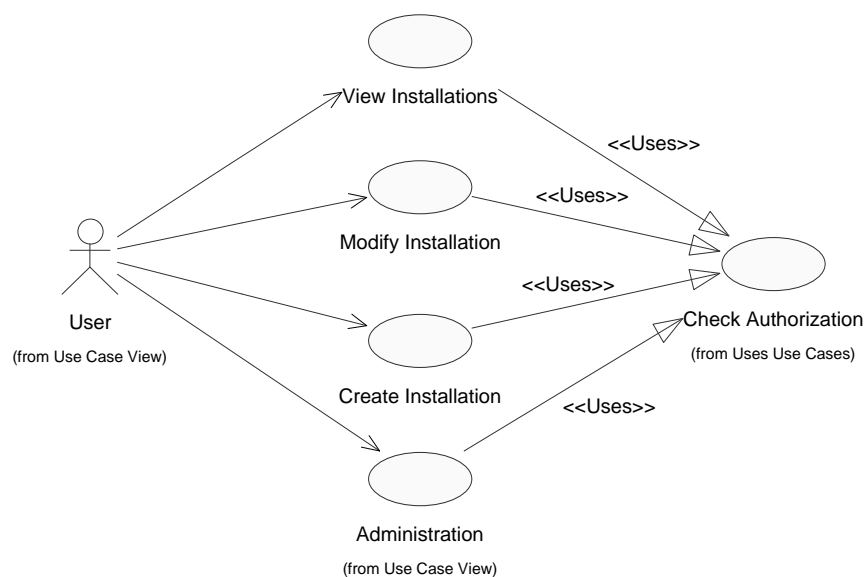 View Installations
<<Uses>>
<<Uses>>
Modify Installation
<<Uses>>
User
(from Use Case View)
Check Authorization
(from Uses Use Cases)
Create Installation
<<Uses>>
Administration
(from Use Case View)